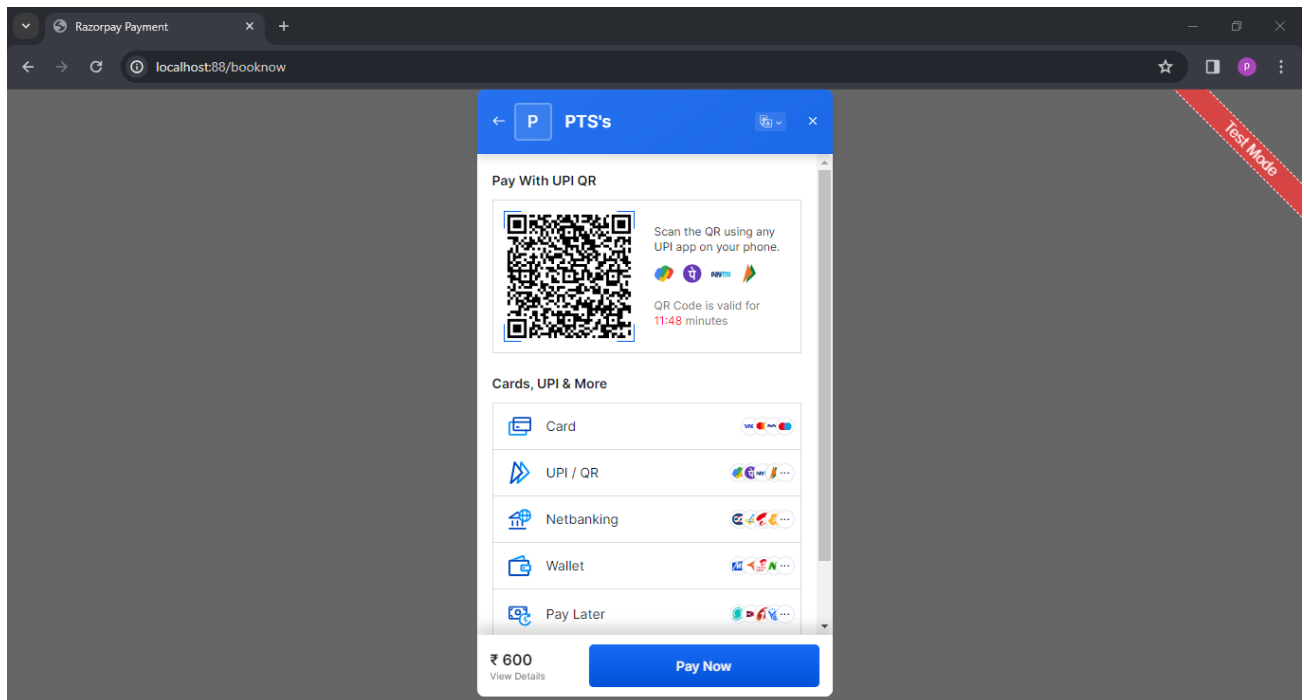 Razorpay Payment
localhost:88/booknow
P
P
PTS's
Test Mode
Pay With UPI QR
Scan the QR using any
UPI app on your phone.
Paytm
QR Code is valid for
11:48 minutes
Cards, UPI & More
Card
VISA
UPI / QR
Netbanking
Wallet
Pay Later
₹ 600
View Details
Pay Now